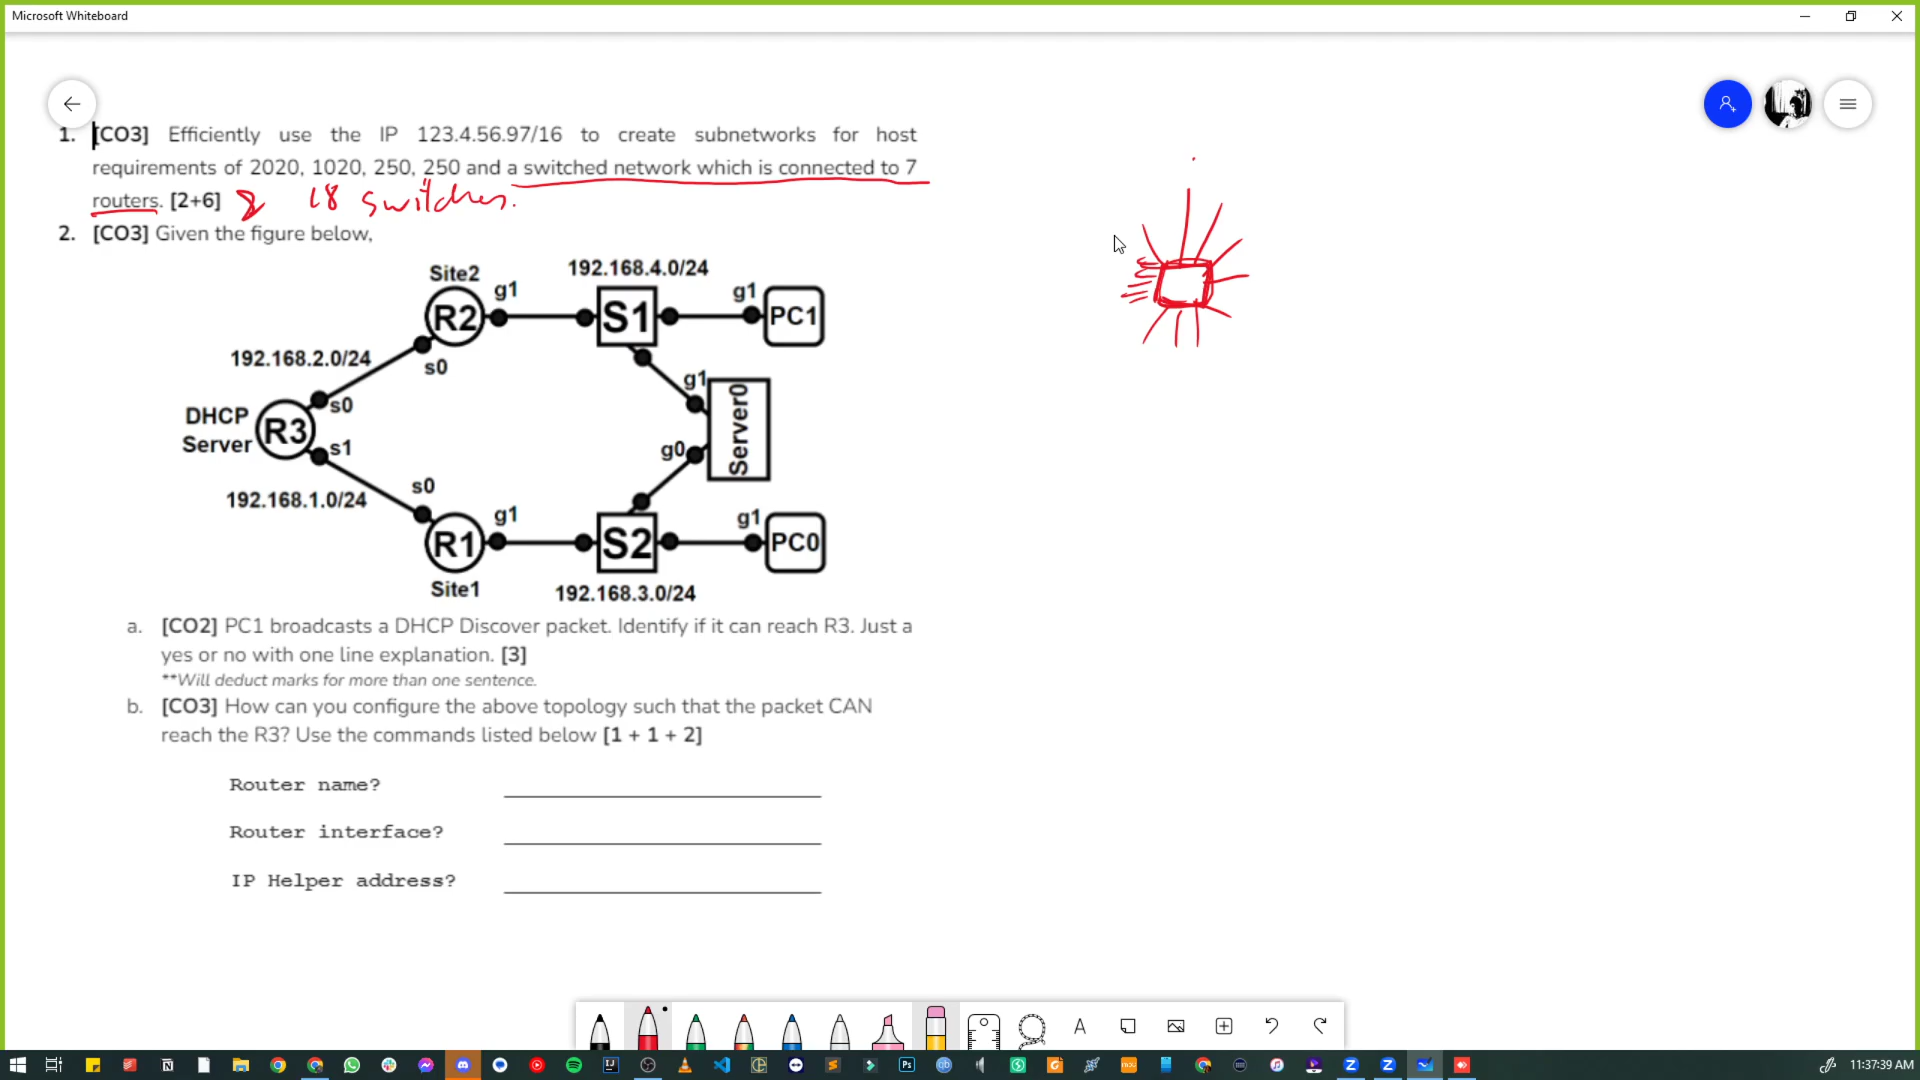 Microsoft Whiteboard
1. [CO3] Efficiently use the IP 123.4.56.97/16 to create subnetworks for host
requirements of 2020, 1020, 250, 250 and a switched network which is connected to 7
routers. [2+6] & 18 switches.
2. [CO3] Given the figure below,
Site2
192.168.4.0/24
R2
g1
S1
g1
PC1
192.168.2.0/24
s0
g1
DHCP
Server
R3
s0
s1
Server0
g0
192.168.1.0/24
s0
g1
R1
S2
g1
PC0
Site1
192.168.3.0/24
a. [CO2] PC1 broadcasts a DHCP Discover packet. Identify if it can reach R3. Just a
yes or no with one line explanation. [3]
**Will deduct marks for more than one sentence.
b. [CO3] How can you configure the above topology such that the packet CAN
reach the R3? Use the commands listed below [1 + 1 + 2]
Router name?
Router interface?
IP Helper address?
11:37:39 AM